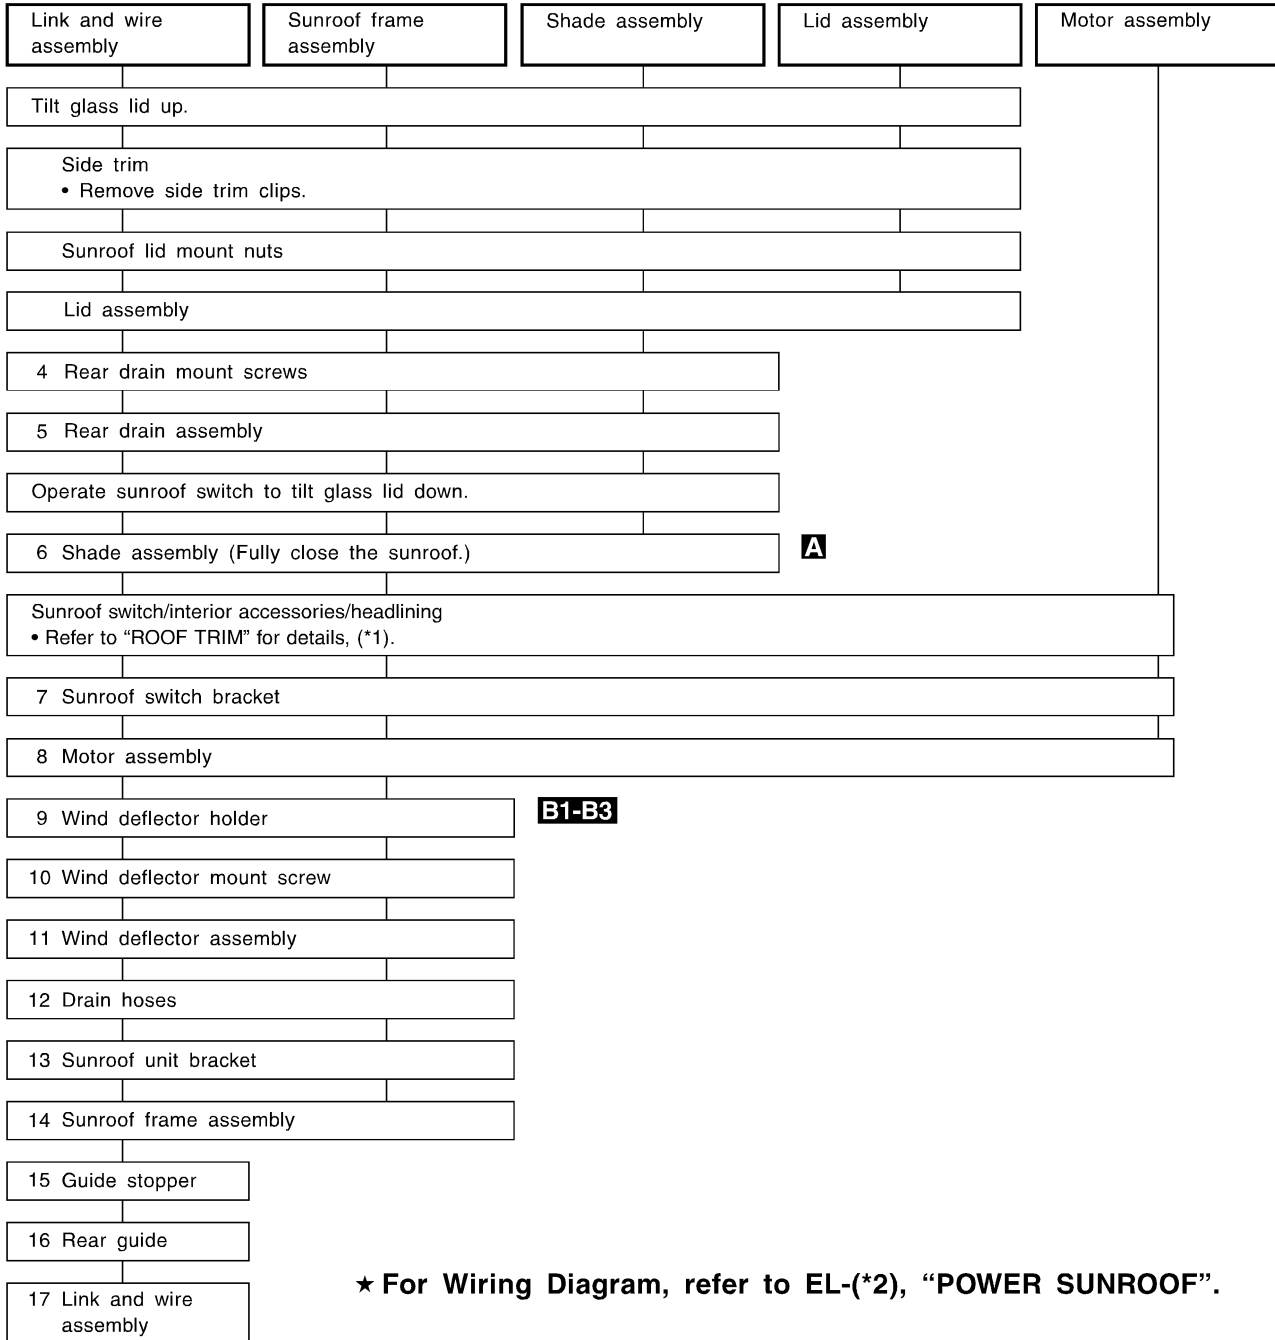 Link and wire
assembly
Sunroof frame
assembly
Shade assembly
Lid assembly
Motor assembly
Tilt glass lid up.
Side trim
• Remove side trim clips.
Sunroof lid mount nuts
Lid assembly
4 Rear drain mount screws
5 Rear drain assembly
Operate sunroof switch to tilt glass lid down.
6 Shade assembly (Fully close the sunroof.)
A
Sunroof switch/interior accessories/headlining
• Refer to “ROOF TRIM” for details, (*1).
7 Sunroof switch bracket
8 Motor assembly
9 Wind deflector holder
B1-B3
10 Wind deflector mount screw
11 Wind deflector assembly
12 Drain hoses
13 Sunroof unit bracket
14 Sunroof frame assembly
15 Guide stopper
16 Rear guide
17 Link and wire
assembly
★ For Wiring Diagram, refer to EL-(*2), “POWER SUNROOF”.